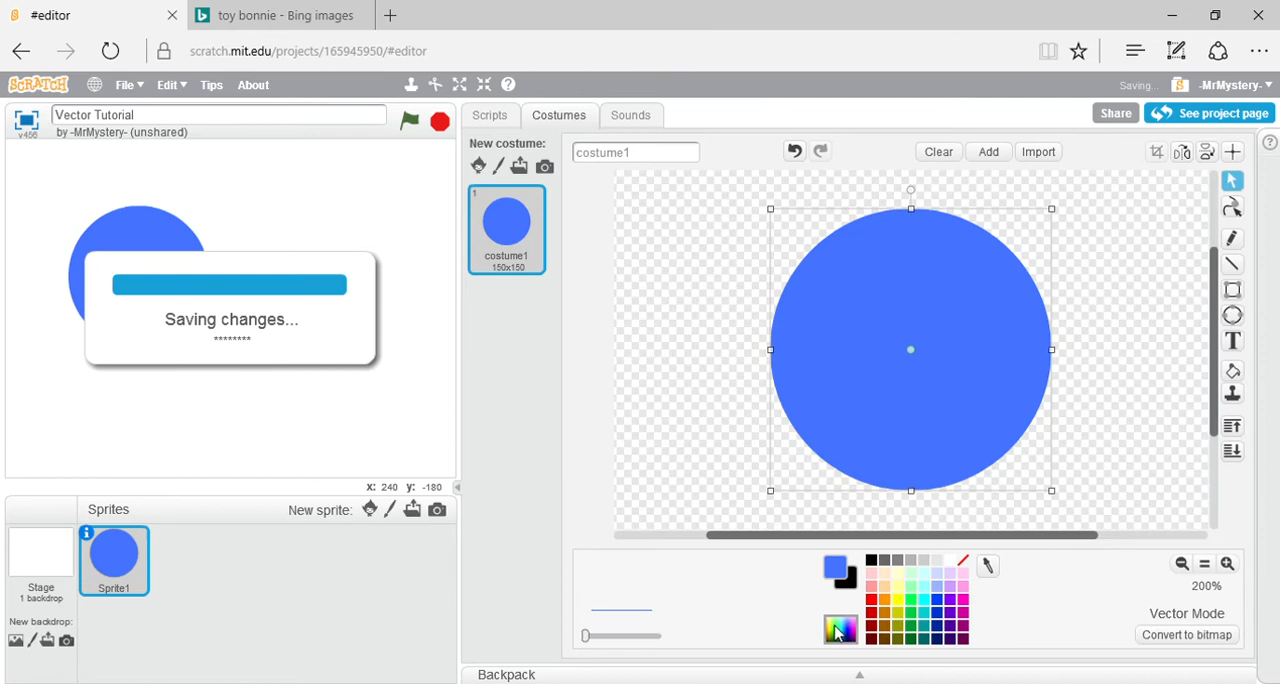 #editor
toy bonnie - Bing images
scratch.mit.edu/projects/165945950/#editor
SCRATCH
File Edit Tips About
Saving...
-MrMystery-
v456
Vector Tutorial
by -MrMystery- (unshared)
Scripts Costumes Sounds
Share
See project page
New costume:
costume1
Clear Add Import
1
costume1
150x150
Saving changes...
********
x: 240 y: -180
Sprites
New sprite:
Stage
1 backdrop
New backdrop:
Sprite1
T
200%
Vector Mode
Convert to bitmap
Backpack